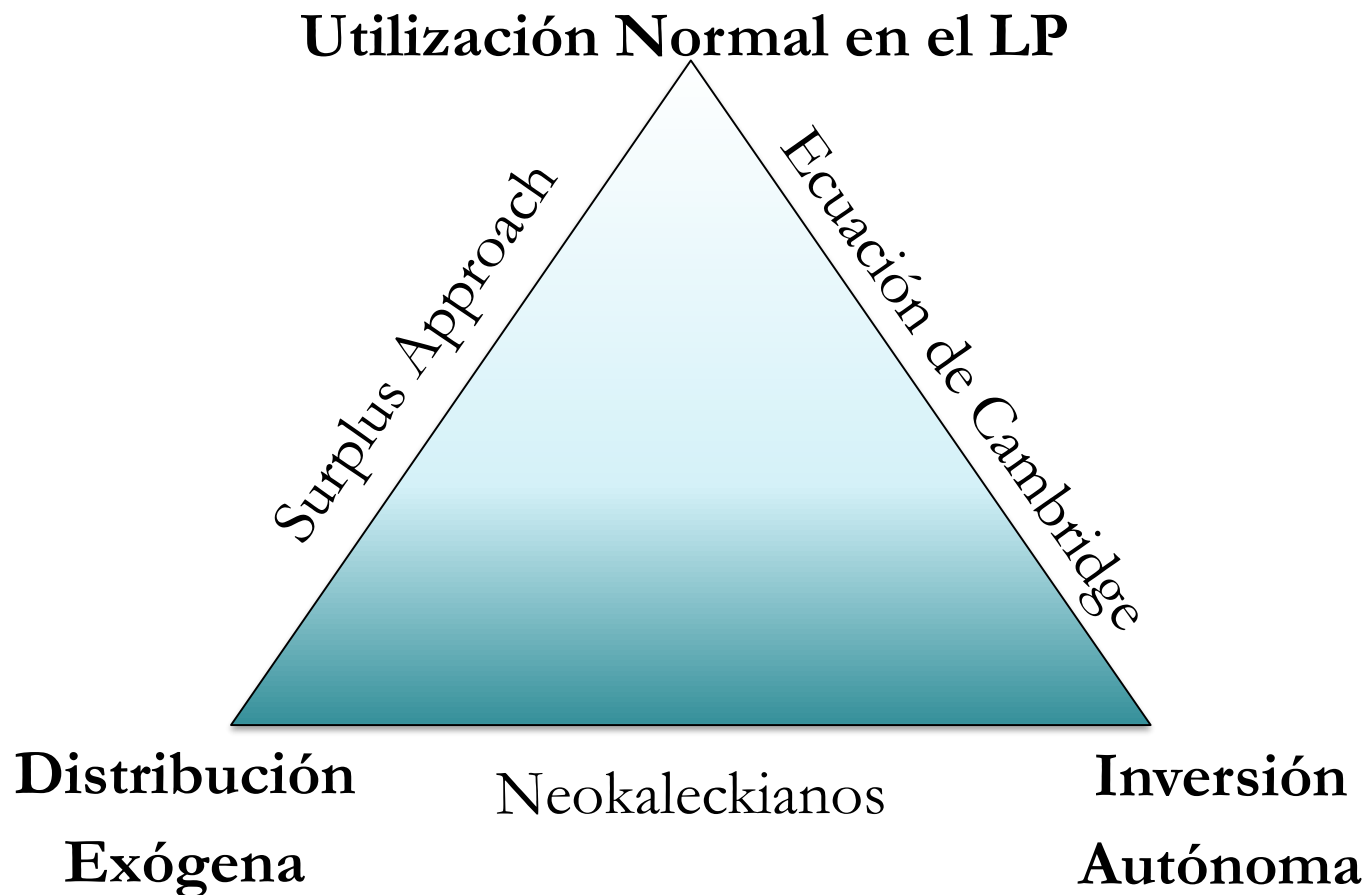 Utilización Normal en el LP
Surplus Approach
Ecuación de Cambridge
Distribución
Exógena
Neokaleckianos
Inversión
Autónoma